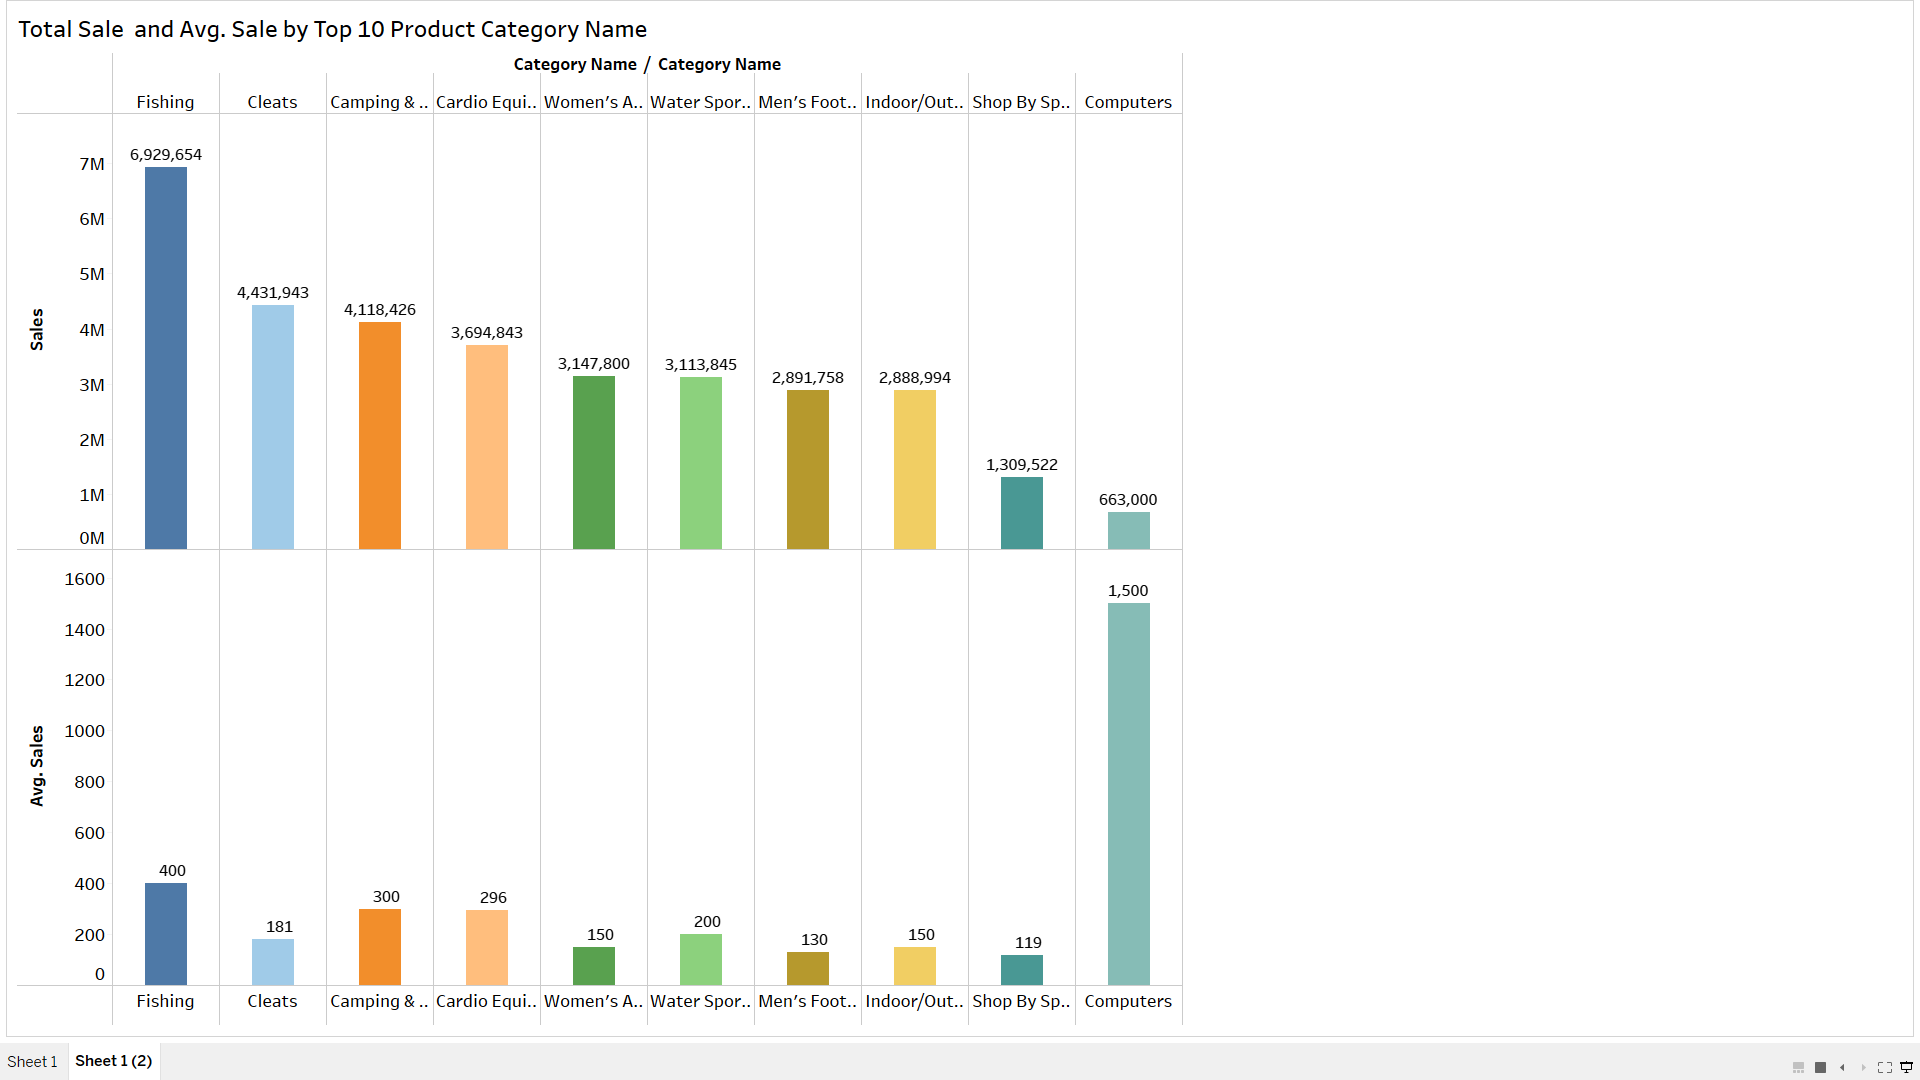 Total Sale  and Avg. Sale by Top 10 Product Category Name
Category Name / Category Name
Fishing Cleats Camping & .. Cardio Equi.. Women's A.. Water Spor.. Men's Foot.. Indoor/Out.. Shop By Sp.. Computers
Sales
7M
6M
5M
4M
3M
2M
1M
0M
6,929,654
4,431,943
4,118,426
3,694,843
3,147,800
3,113,845
2,891,758
2,888,994
1,309,522
663,000
Avg. Sales
1600
1400
1200
1000
800
600
400
200
0
400
181
300
296
150
200
130
150
119
1,500
Fishing Cleats Camping & .. Cardio Equi.. Women's A.. Water Spor.. Men's Foot.. Indoor/Out.. Shop By Sp.. Computers
Sheet 1 Sheet 1 (2)